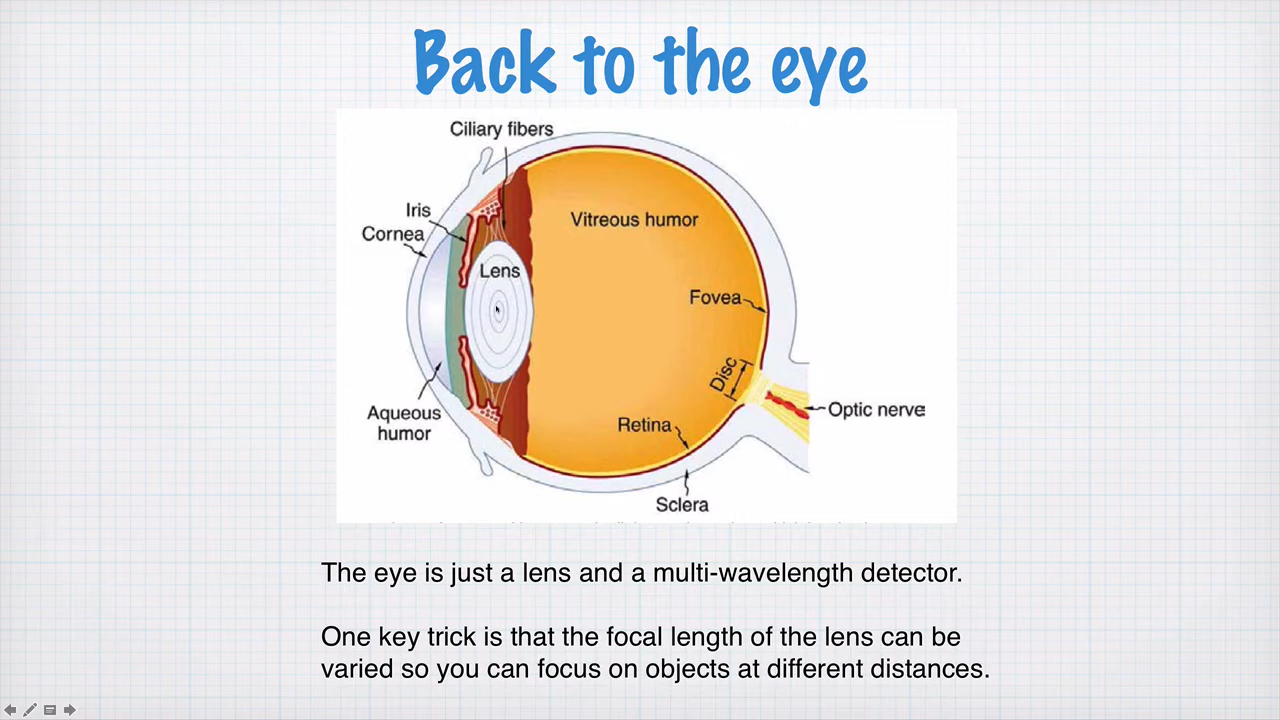 Back to the eye
Ciliary fibers
Iris
Cornea
Vitreous humor
Lens
Fovea
Disc
Aqueous
humor
Optic nerve
Retina
Sclera
The eye is just a lens and a multi-wavelength detector.
One key trick is that the focal length of the lens can be
varied so you can focus on objects at different distances.